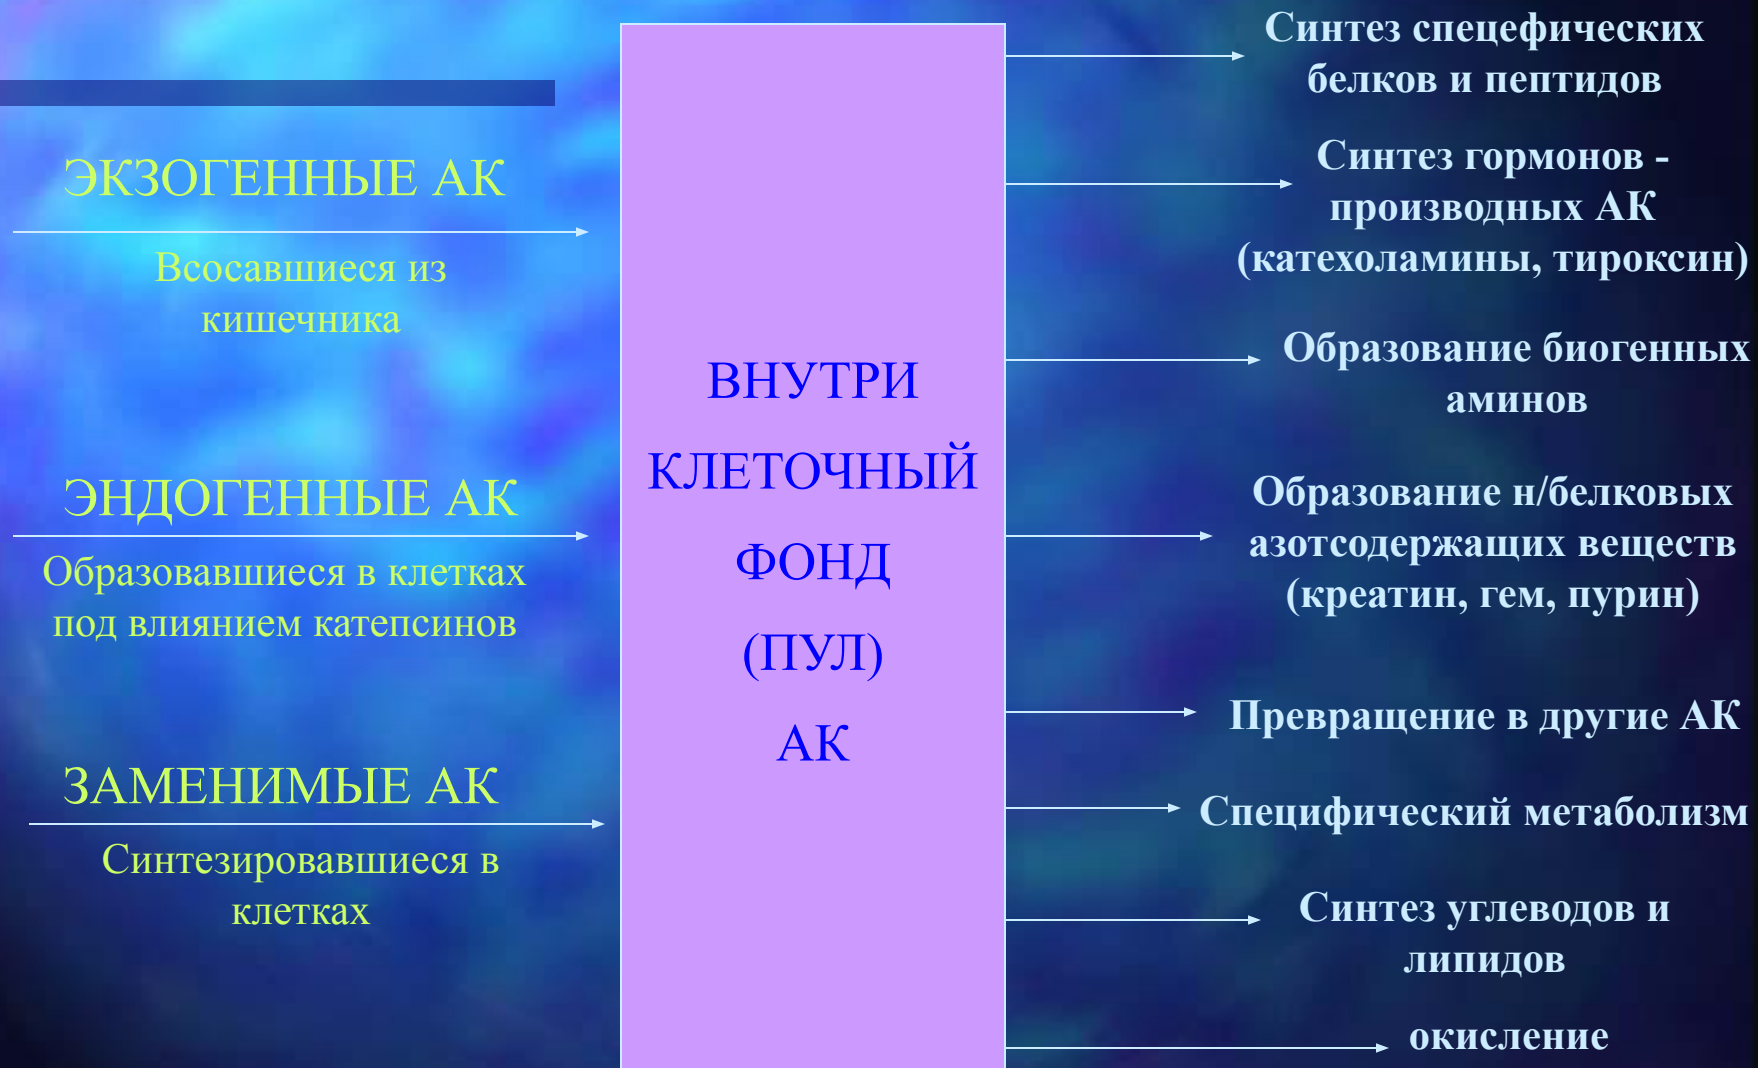 ЭКЗОГЕННЫЕ АК
Всосавшиеся из
кишечника
ЭНДОГЕННЫЕ АК
Образовавшиеся в клетках
под влиянием катепсинов
ЗАМЕНИМЫЕ АК
Синтезировавшиеся в
клетках
ВНУТРИ
КЛЕТОЧНЫЙ
ФОНД
(ПУЛ)
АК
Синтез спецефических
белков и пептидов
Синтез гормонов -
производных АК
(катехоламины, тироксин)
Образование биогенных
аминов
Образование н/белковых
азотсодержащих веществ
(креатин, гем, пурин)
Превращение в другие АК
Специфический метаболизм
Синтез углеводов и
липидов
окисление